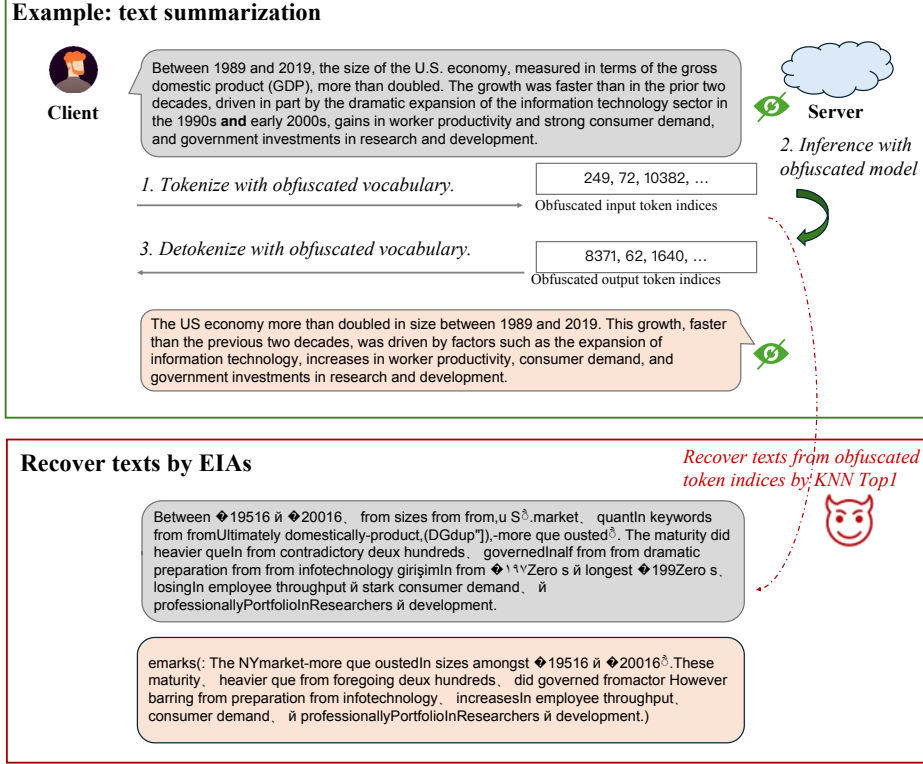 Example: text summarization
Between 1989 and 2019, the size of the U.S. economy, measured in terms of the gross
domestic product (GDP), more than doubled. The growth was faster than in the prior two
decades, driven in part by the dramatic expansion of the information technology sector in
the 1990s and early 2000s, gains in worker productivity and strong consumer demand,
and government investments in research and development.
Client
Server
2. Inference with
obfuscated model
1. Tokenize with obfuscated vocabulary.
249, 72, 10382, ...
Obfuscated input token indices
3. Detokenize with obfuscated vocabulary.
8371, 62, 1640, ...
Obfuscated output token indices
The US economy more than doubled in size between 1989 and 2019. This growth, faster
than the previous two decades, was driven by factors such as the expansion of
information technology, increases in worker productivity, consumer demand, and
government investments in research and development.
Recover texts by EIAs
Recover texts from obfuscated
token indices by KNN Top1
Between �19516 й �20016、 from sizes from from,u S.market、 quantIn keywords
from fromUltimately domestically-product,(DGdup"]),-more que ousted. The maturity did
heavier queIn from contradictory deux hundreds、 governedInalf from from dramatic
preparation from from infotechnology girişimIn from �١٩٧Zero s й longest �199Zero s、
losingIn employee throughput й stark consumer demand、 й
professionallyPortfolioInResearchers й development.
emarks(: The NYmarket-more que oustedIn sizes amongst �19516 й �20016.These
maturity、 heavier que from foregoing deux hundreds、 did governed fromactor However
barring from preparation from infotechnology、 increasesIn employee throughput、
consumer demand、 й professionallyPortfolioInResearchers й development.)